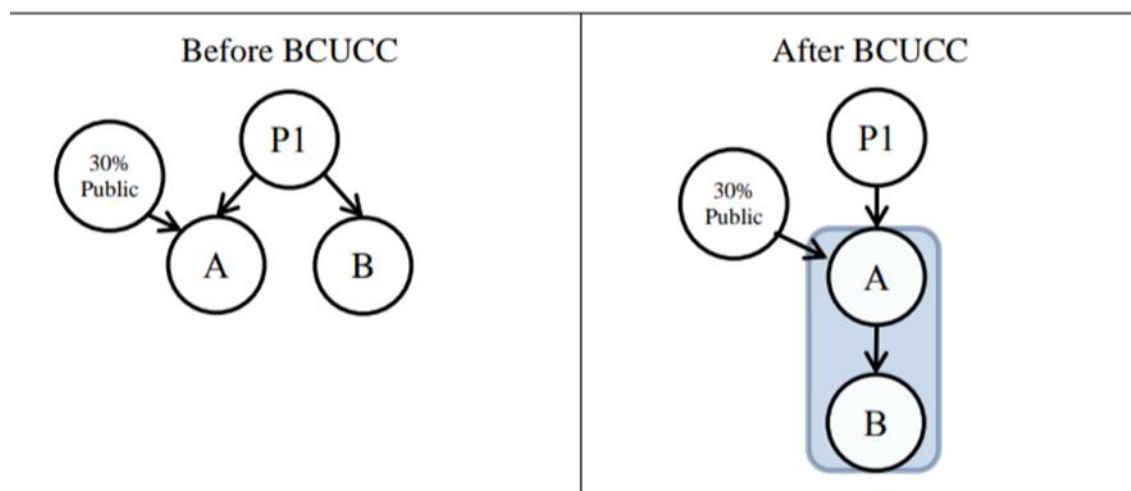 Before BCUCC
P1
30%
Public
A
B
After BCUCC
P1
30%
Public
A
B